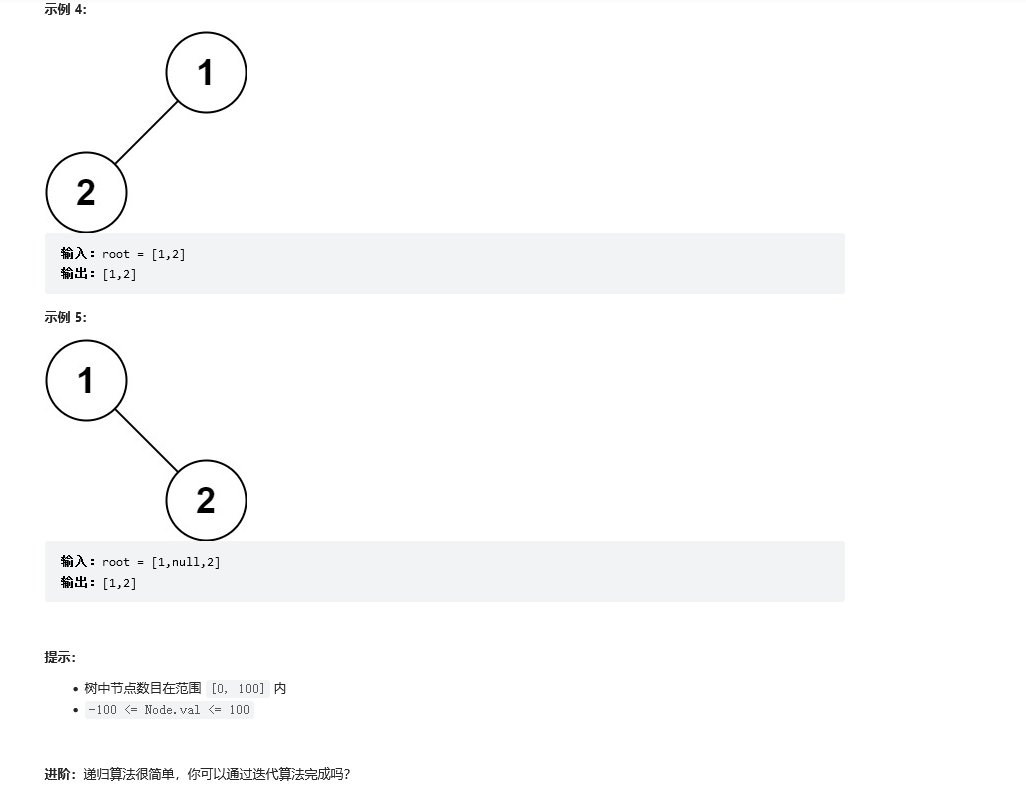 示例 4:
1
2
输入：root = [1,2]
输出：[1,2]
示例 5:
1
2
输入：root = [1,null,2]
输出：[1,2]
提示：
• 树中节点数目在范围 [0, 100] 内
• -100 <= Node.val <= 100
进阶：递归算法很简单，你可以通过迭代算法完成吗？